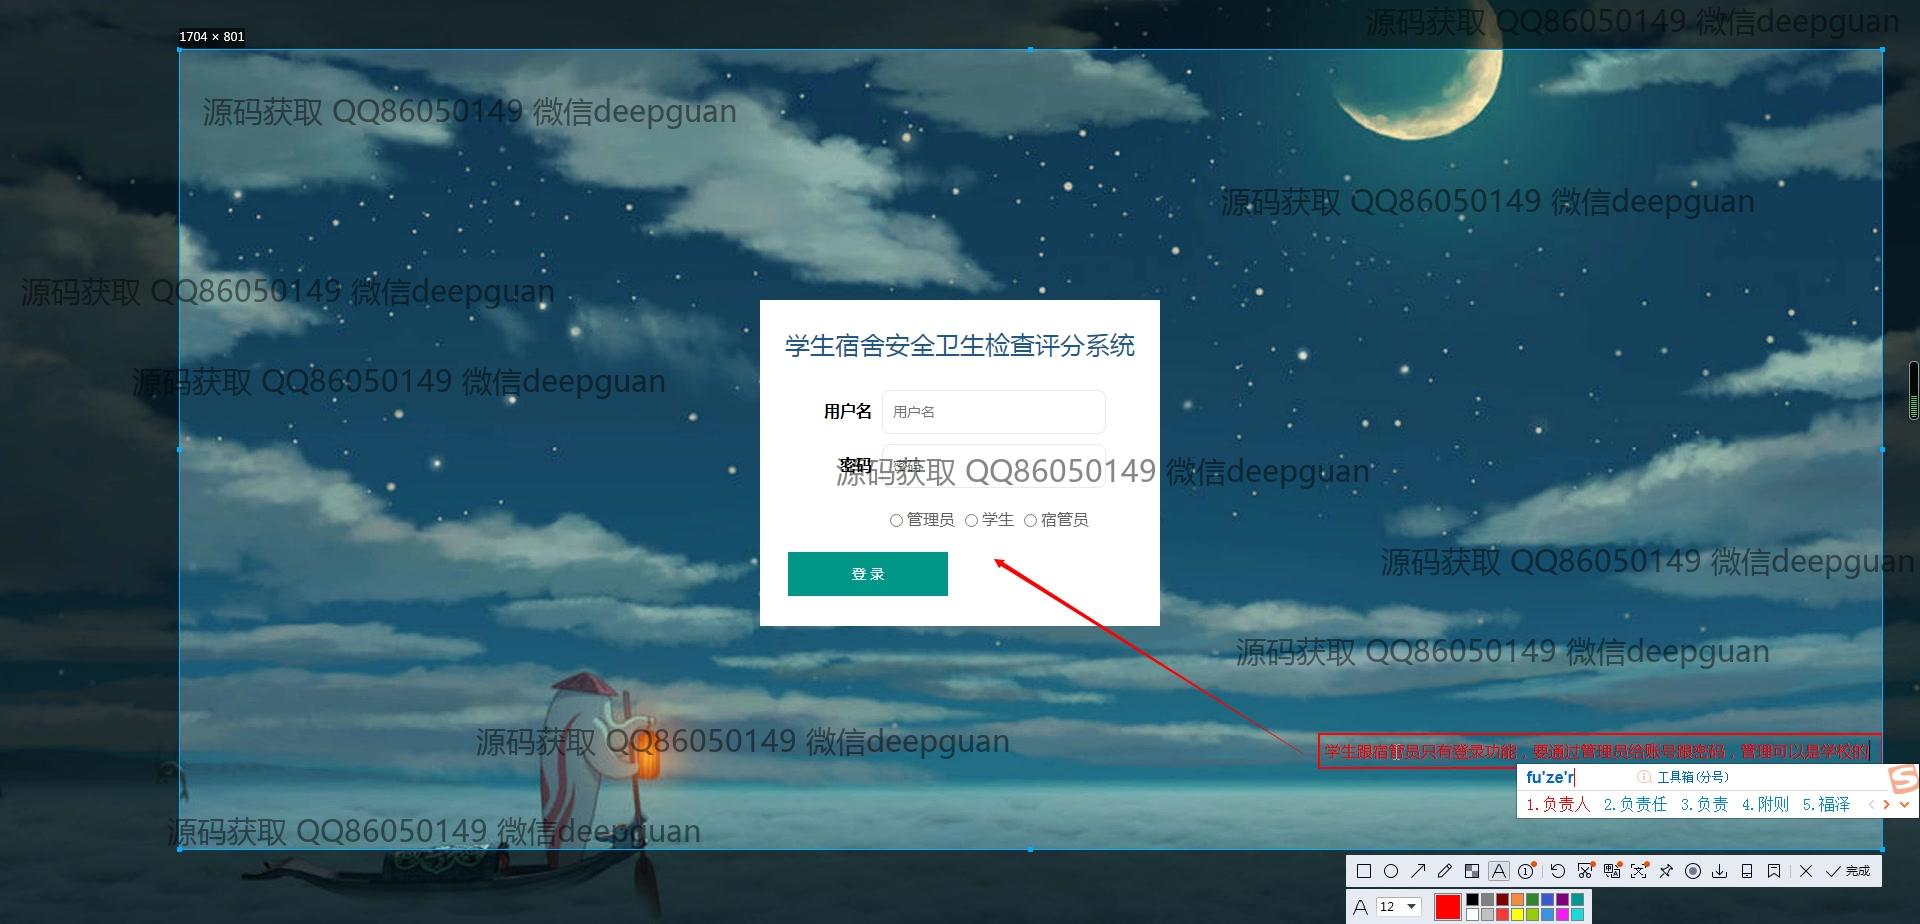 源码获取 QQ86050149 微信deepguan
1704 × 801
源码获取 QQ86050149 微信deepguan
源码获取 QQ86050149 微信deepguan
源码获取 QQ86050149 微信deepguan
学生宿舍安全卫生检查评分系统
源码获取 QQ86050149 微信deepguan
用户名 用户名
密码
源码获取 QQ86050149 微信deepguan
管理员 学生 宿管员
源码获取 QQ86050149 微信deepguan
登录
源码获取 QQ86050149 微信deepguan
源码获取 QQ86050149 微信deepguan
学生跟宿管员只有登录功能，要通过管理员给账号跟密码，管理可以是学校的
fu'ze'r 工具箱(分号)
1.负责人 2.负责任 3.负责 4.附则 5.福泽
源码获取 QQ86050149 微信deepguan
完成
A 12